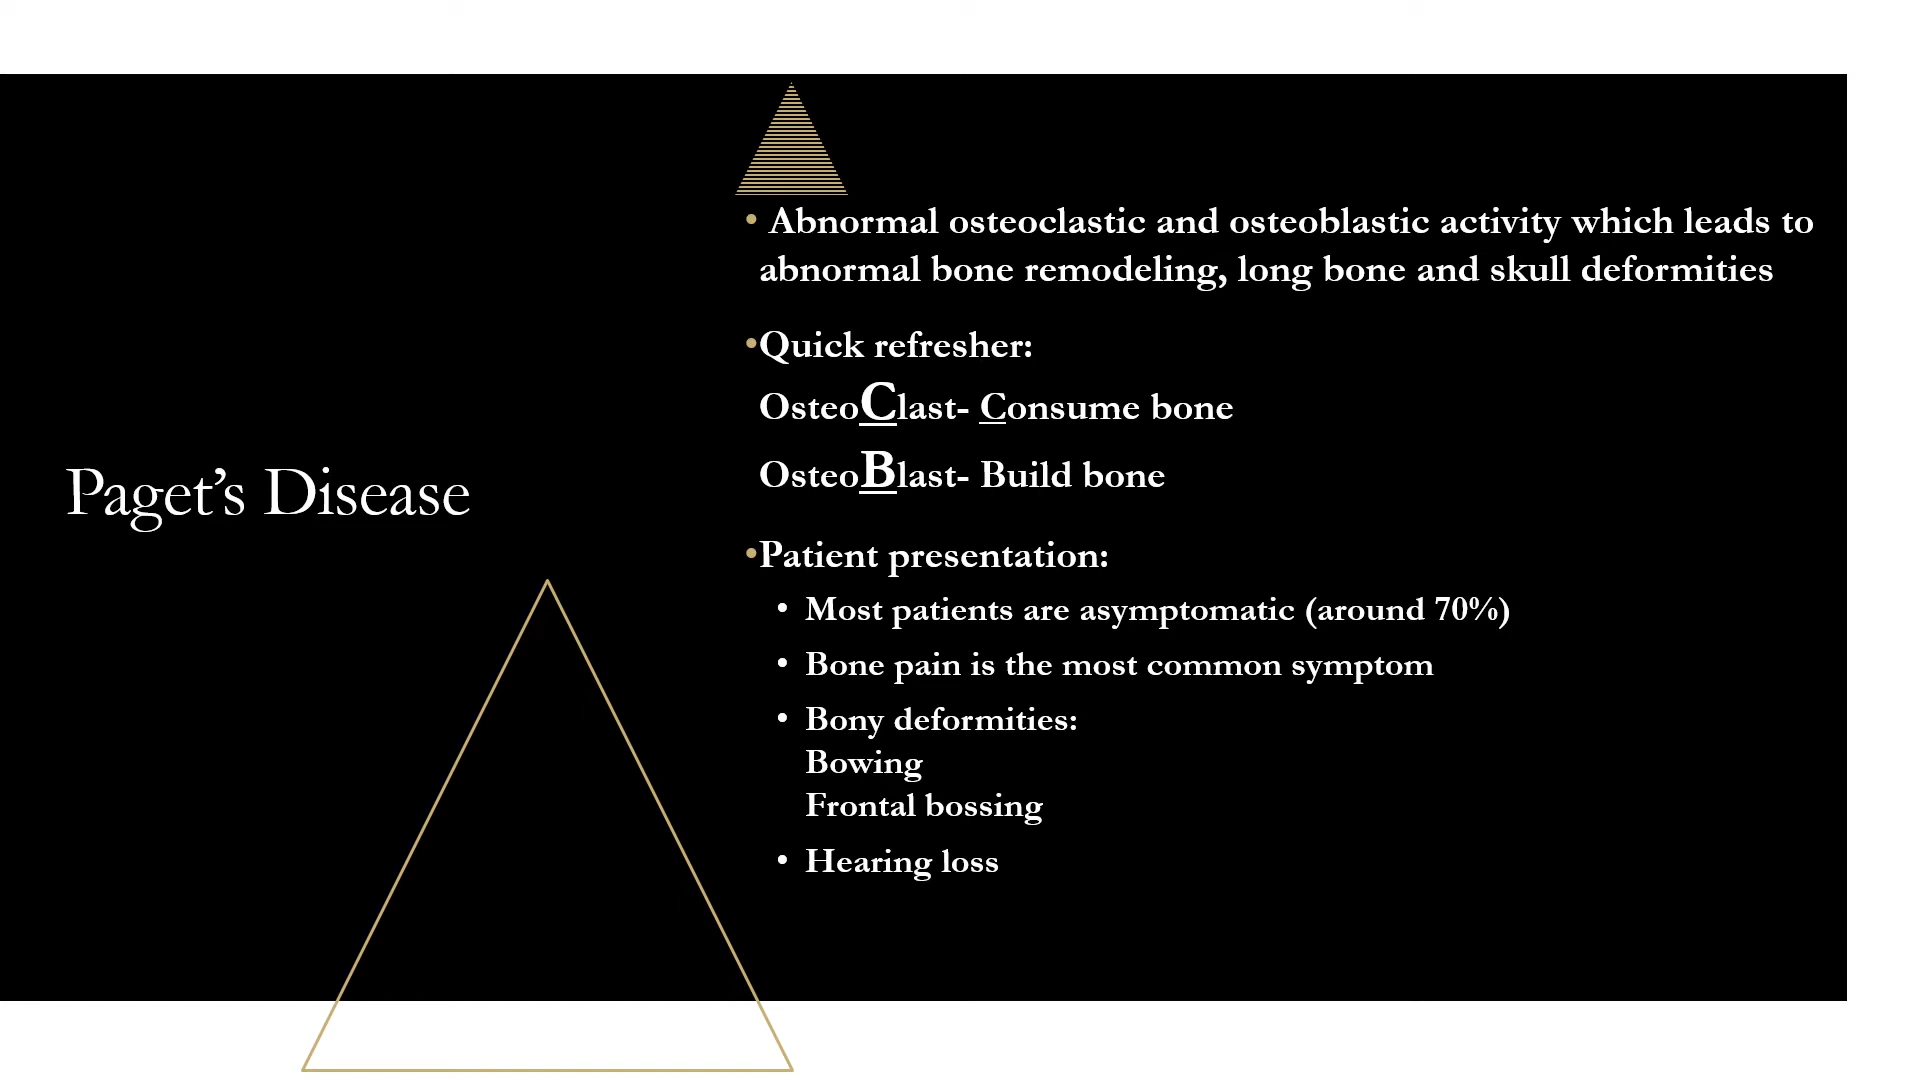 Paget’s Disease
• Abnormal osteoclastic and osteoblastic activity which leads to
abnormal bone remodeling, long bone and skull deformities
•Quick refresher:
OsteoClast- Consume bone
OsteoBlast- Build bone
•Patient presentation:
• Most patients are asymptomatic (around 70%)
• Bone pain is the most common symptom
• Bony deformities:
Bowing
Frontal bossing
• Hearing loss